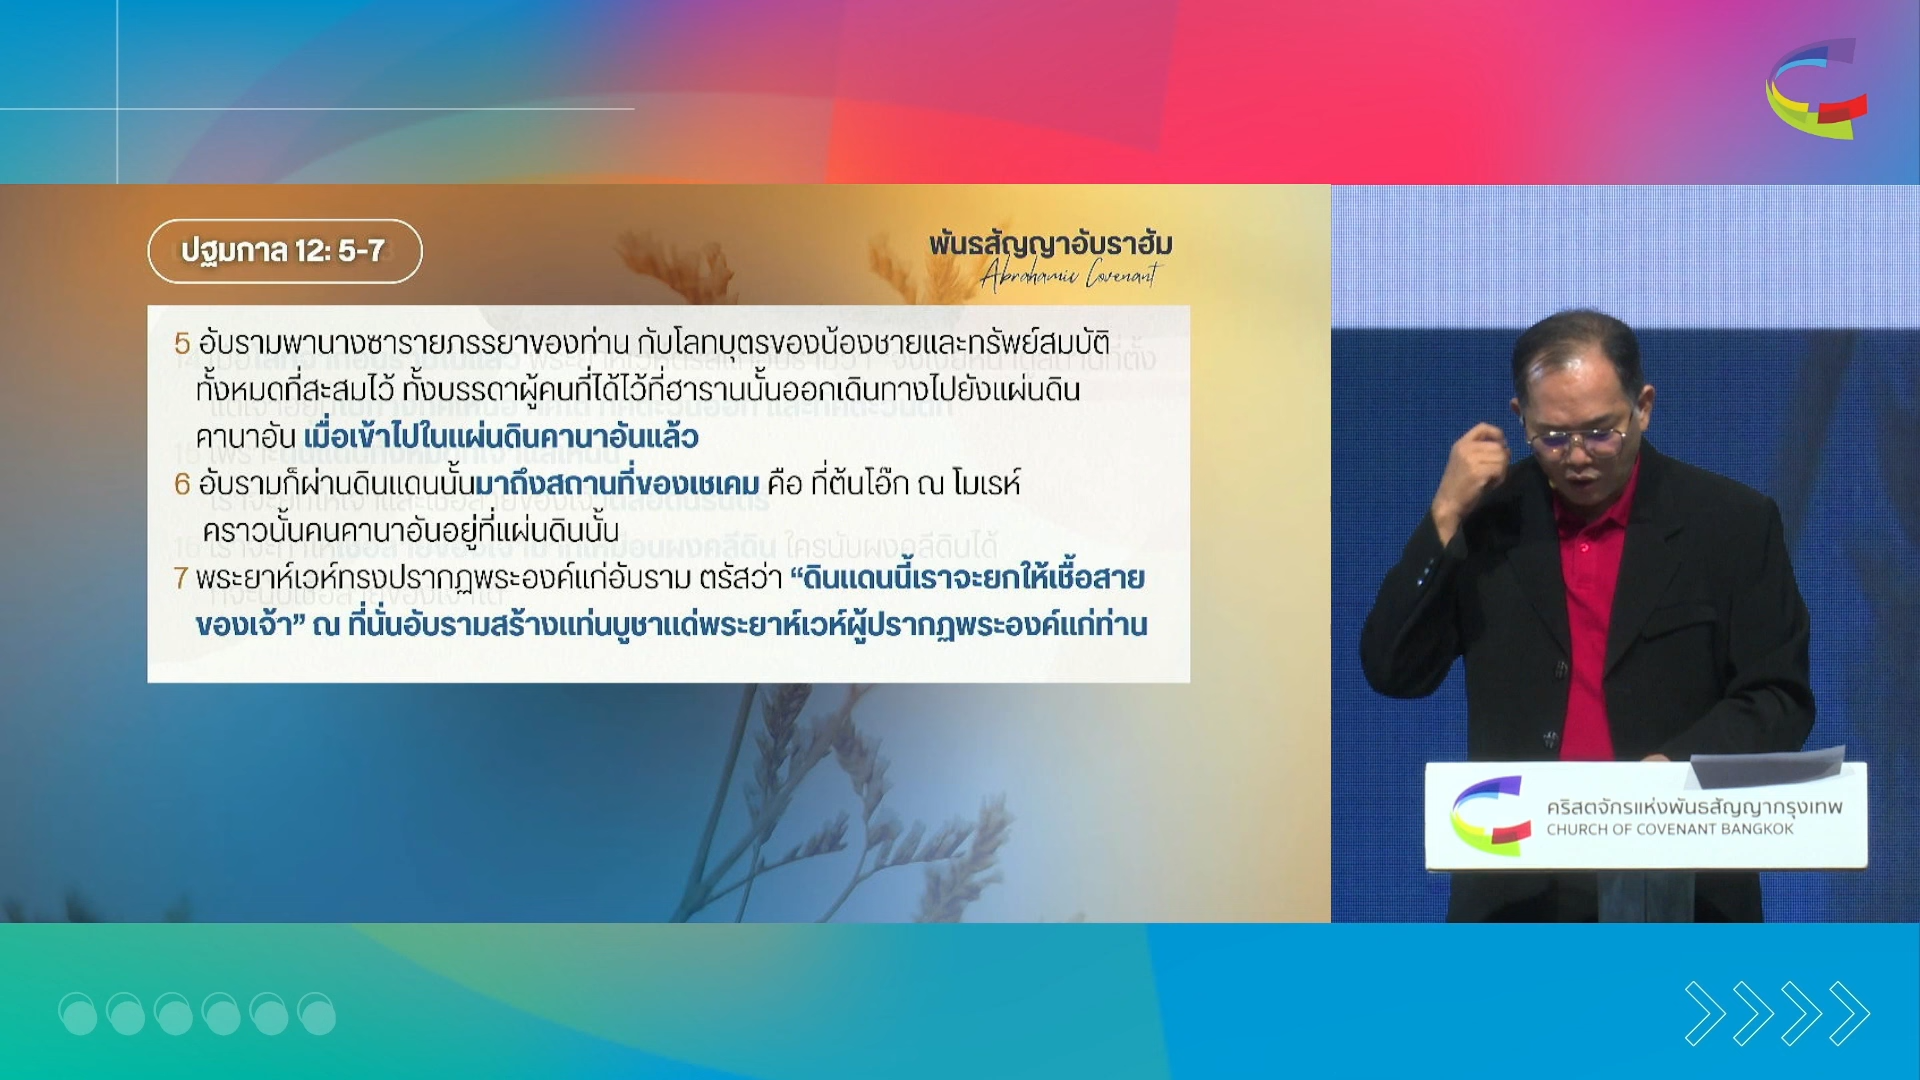 ปฐมกาล 12: 5-7
พันธสัญญาอับราฮัม
Abrahamic Covenant
5 อับรามพานางซารายภรรยาของท่าน กับโลทบุตรของน้องชายและทรัพย์สมบัติ
ทั้งหมดที่สะสมไว้ ทั้งบรรดาผู้คนที่ได้ไว้ที่ฮารานนั้นออกเดินทางไปยังแผ่นดิน
คานาอัน เมื่อเข้าไปในแผ่นดินคานาอันแล้ว
6 อับรามก็ผ่านดินแดนนั้นมาถึงสถานที่ของเชเคม คือ ที่ต้นโอ๊ก ณ โมเรห์
คราวนั้นคนคานาอันอยู่ที่แผ่นดินนั้น
7 พระยาห์เวห์ทรงปรากฏพระองค์แก่อับราม ตรัสว่า “ดินแดนนี้เราจะยกให้เชื้อสาย
ของเจ้า” ณ ที่นั่นอับรามสร้างแท่นบูชาแด่พระยาห์เวห์ผู้ปรากฏพระองค์แก่ท่าน
คริสตจักรแห่งพันธสัญญากรุงเทพ
CHURCH OF COVENANT BANGKOK